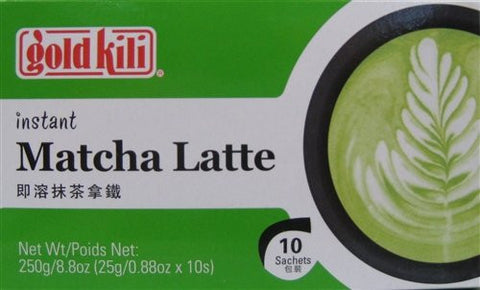 gold kili®
instant
Matcha Latte
即溶抹茶拿鐵
Net Wt/Poids Net:
250g/8.8oz (25g/0.88oz x 10s)
10
Sachets
包裝